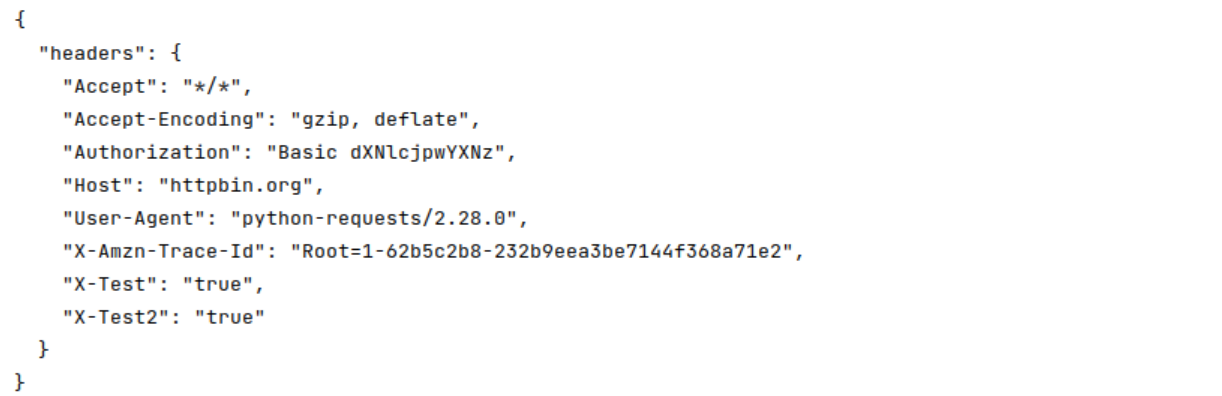 {
  "headers": {
    "Accept": "*/*",
    "Accept-Encoding": "gzip, deflate",
    "Authorization": "Basic dXNlcjpwYXNz",
    "Host": "httpbin.org",
    "User-Agent": "python-requests/2.28.0",
    "X-Amzn-Trace-Id": "Root=1-62b5c2b8-232b9eea3be7144f368a71e2",
    "X-Test": "true",
    "X-Test2": "true"
  }
}